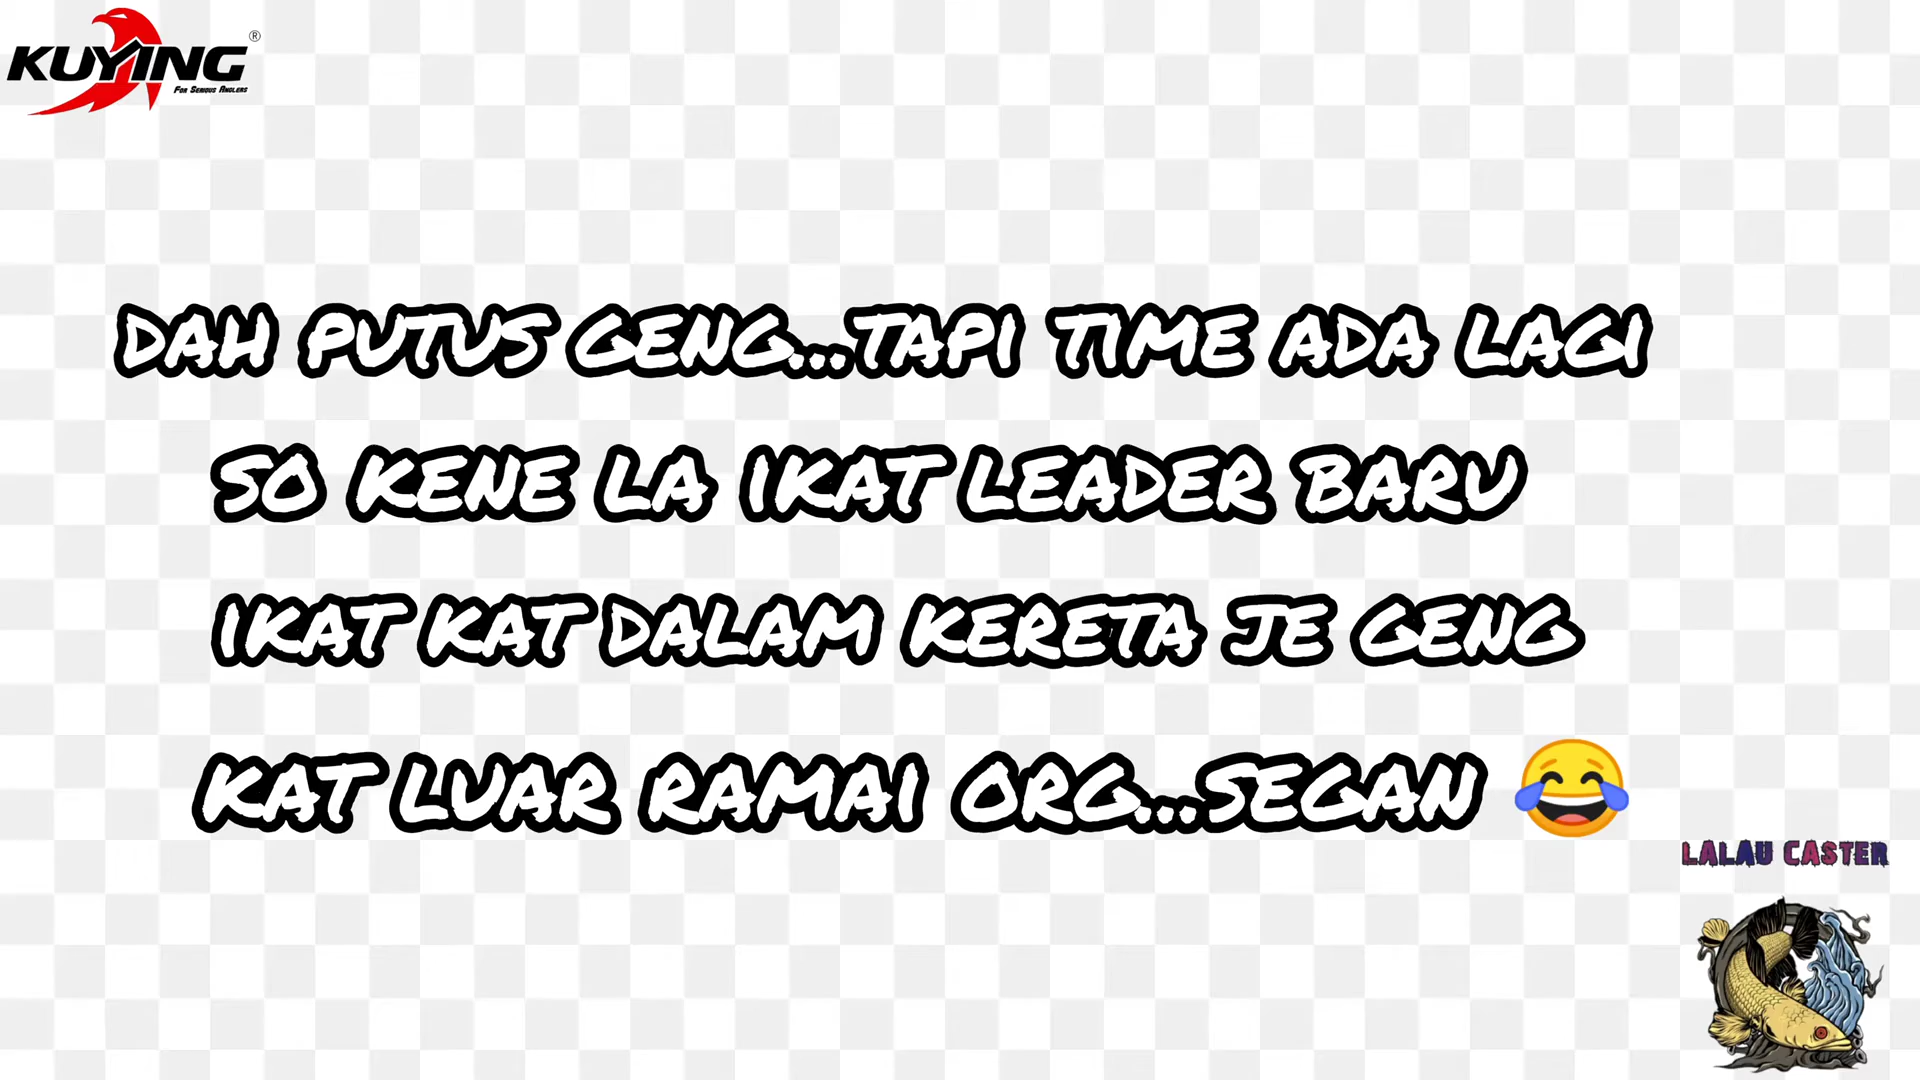 KUYING®
FOR SERIOUS ANGLERS
DAH PUTUS GENG...TAPI TIME ADA LAGI
SO KENE LA IKAT LEADER BARU
IKAT KAT DALAM KERETA JE GENG
KAT LUAR RAMAI ORG...SEGAN 😂
LALAU CASTER